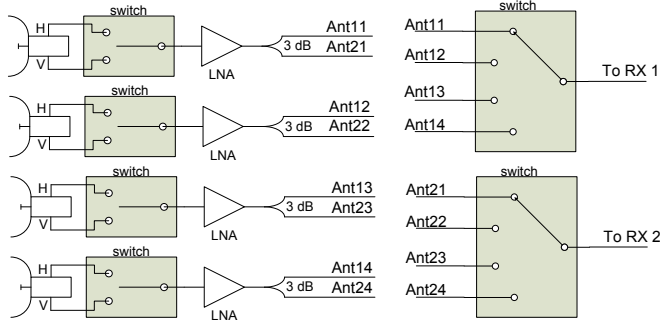 switch
H
V
LNA
3 dB
Ant11
Ant21
switch
H
V
LNA
3 dB
Ant12
Ant22
switch
H
V
LNA
3 dB
Ant13
Ant23
switch
H
V
LNA
3 dB
Ant14
Ant24
switch
Ant11
Ant12
Ant13
Ant14
To RX 1
switch
Ant21
Ant22
Ant23
Ant24
To RX 2